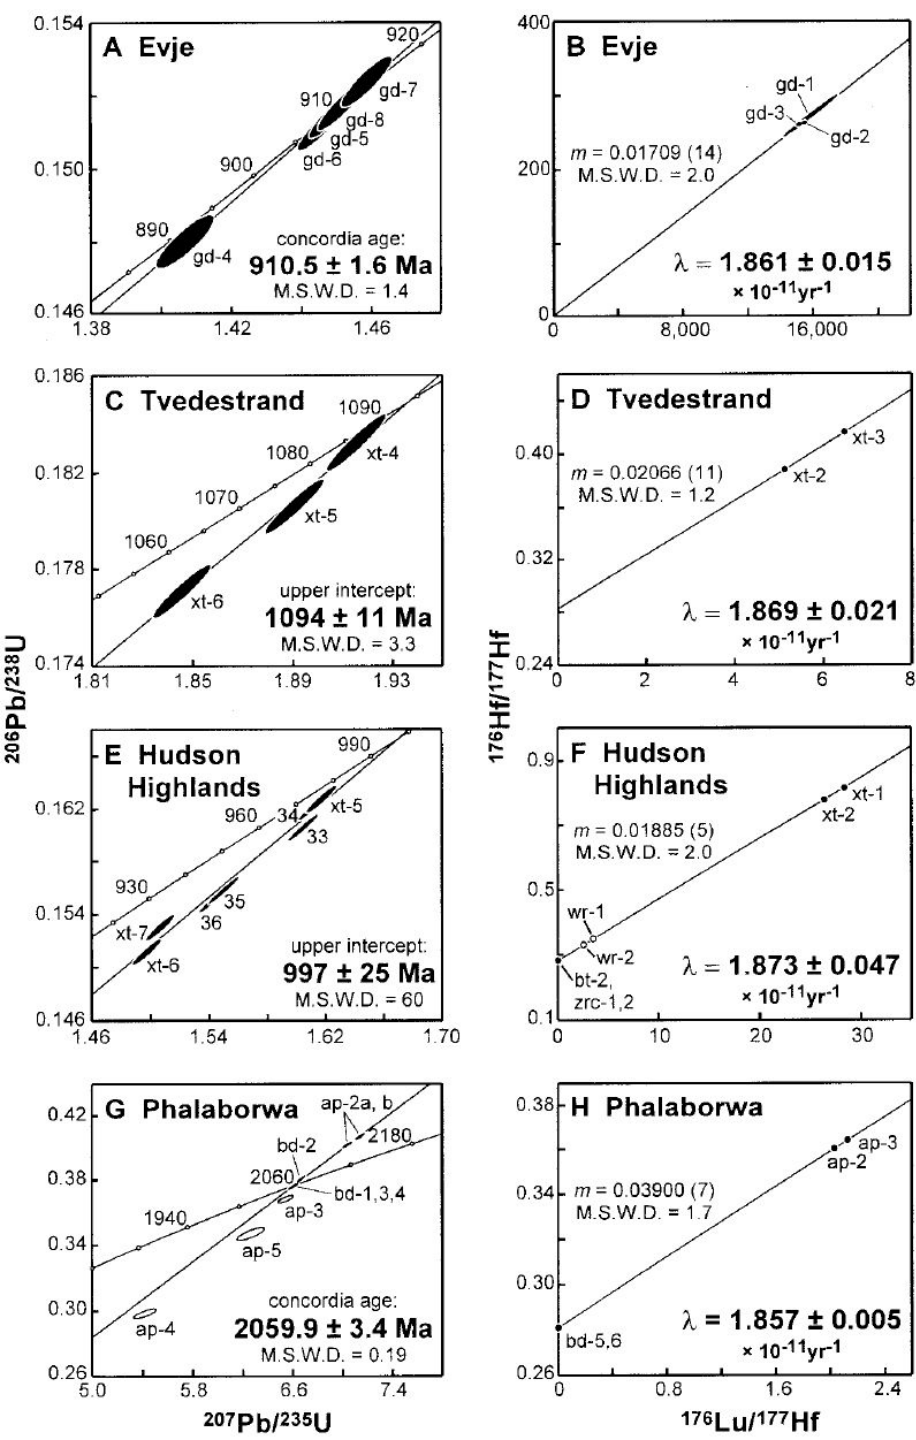 0.154
0.150
0.146
1.38
1.42
1.46
A Evje
920
gd-7
910
gd-8
gd-5
gd-6
900
890
gd-4
concordia age:
910.5 ± 1.6 Ma
M.S.W.D. = 1.4
400
200
0
0
8,000
16,000
B Evje
gd-1
gd-3
gd-2
m = 0.01709 (14)
M.S.W.D. = 2.0
λ = 1.861 ± 0.015
× 10-11yr-1
0.186
0.182
0.178
0.174
1.81
1.85
1.89
1.93
C Tvedestrand
1090
xt-4
1080
1070
xt-5
1060
xt-6
upper intercept:
1094 ± 11 Ma
M.S.W.D. = 3.3
0.40
0.32
0.24
0
2
4
6
8
D Tvedestrand
xt-3
xt-2
m = 0.02066 (11)
M.S.W.D. = 1.2
λ = 1.869 ± 0.021
× 10-11yr-1
206Pb/238U
176Hf/177Hf
0.162
0.154
0.146
1.46
1.54
1.62
1.70
E Hudson
Highlands
990
xt-5
960
34
33
930
35
36
xt-7
xt-6
upper intercept:
997 ± 25 Ma
M.S.W.D. = 60
0.9
0.5
0.1
0
10
20
30
F Hudson
Highlands
xt-1
xt-2
m = 0.01885 (5)
M.S.W.D. = 2.0
wr-1
wr-2
bt-2,
zrc-1,2
λ = 1.873 ± 0.047
× 10-11yr-1
0.42
0.38
0.34
0.30
0.26
5.0
5.8
6.6
7.4
G Phalaborwa
ap-2a, b
2180
bd-2
2060
bd-1,3,4
ap-3
1940
ap-5
ap-4
concordia age:
2059.9 ± 3.4 Ma
M.S.W.D. = 0.19
207Pb/235U
0.38
0.34
0.30
0.26
0
0.8
1.6
2.4
H Phalaborwa
ap-3
ap-2
m = 0.03900 (7)
M.S.W.D. = 1.7
bd-5,6
λ = 1.857 ± 0.005
× 10-11yr-1
176Lu/177Hf